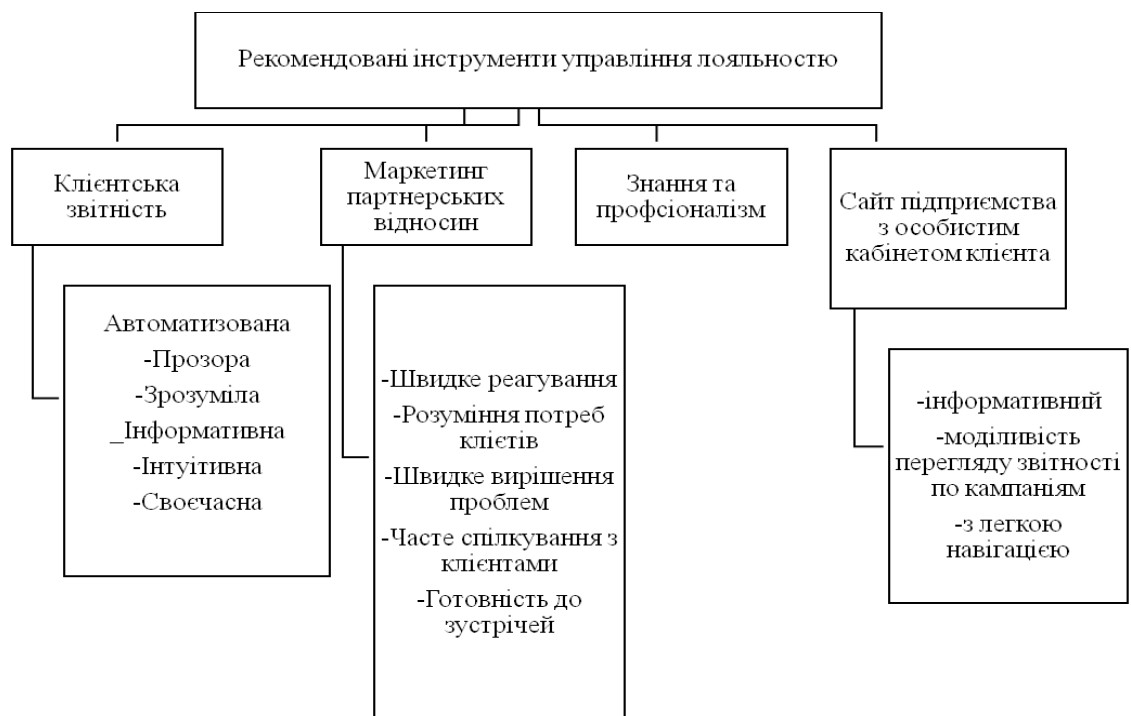 Рекомендовані інструменти управління лояльностю
Клієнтська
звітність
Маркетинг
партнерських
відносин
Знання та
профсіоналізм
Сайт підприємства
з особистим
кабінетом клієнта
Автоматизована
-Прозора
-Зрозуміла
_Інформативна
-Інтуітивна
-Своєчасна
-Швидке реагування
-Розуміння потреб
клієтів
-Швидке вирішення
проблем
-Часте спілкування з
клієнтами
-Готовність до
зустрічей
-інформативний
-моділивість
перегляду звітності
по кампаніям
-з легкою
навігацією